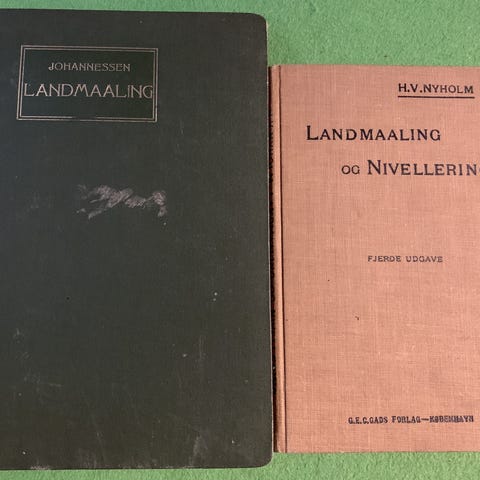 JOHANNESSEN
LANDMAALING
H.V.NYHOLM
LANDMAALING
OG NIVELLERING
FJERDE UDGAVE
G.E.C.GADS FORLAG—KØBENHAVN